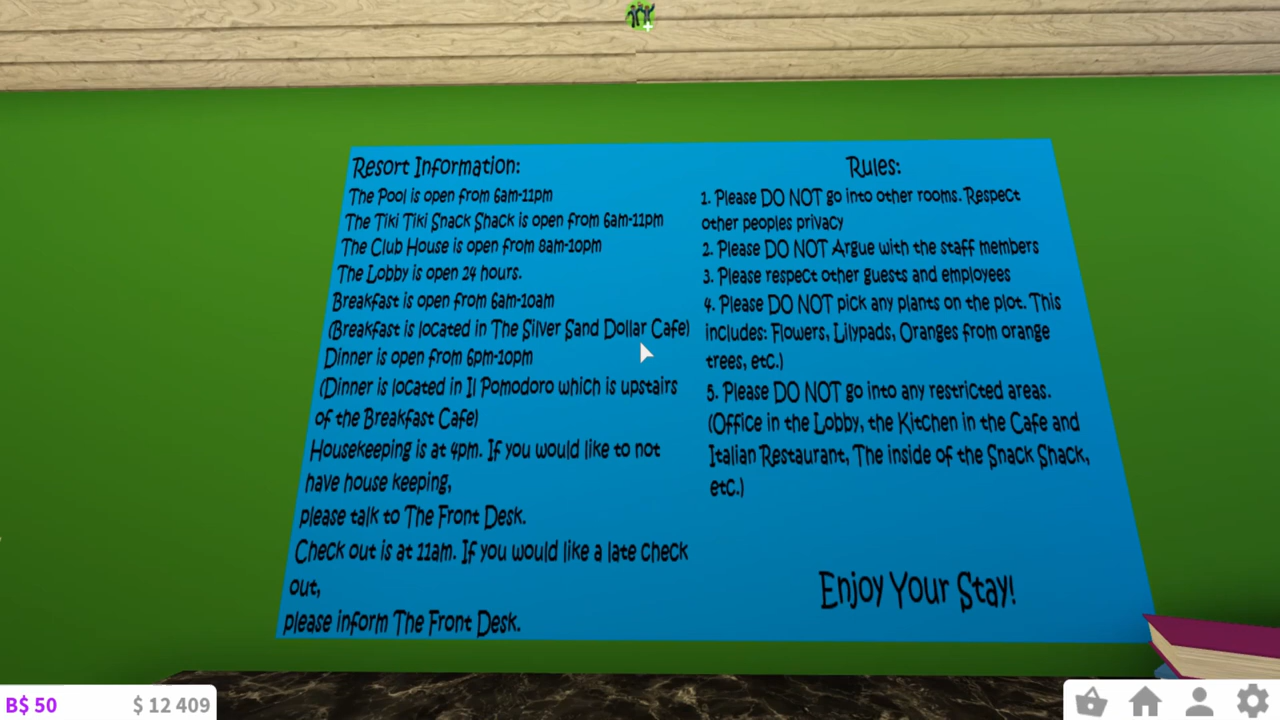 Resort Information:
The Pool is open from 6am-11pm
The Tiki Tiki Snack Shack is open from 6am-11pm
The Club House is open from 8am-10pm
The Lobby is open 24 hours.
Breakfast is open from 6am-10am
(Breakfast is located in The Silver Sand Dollar Cafe)
Dinner is open from 6pm-10pm
(Dinner is located in Il Pomodoro which is upstairs
of the Breakfast Cafe)
Housekeeping is at 4pm. If you would like to not
have house keeping,
please talk to The Front Desk.
Check out is at 11am. If you would like a late check
out,
please inform The Front Desk.
Rules:
1. Please DO NOT go into other rooms. Respect
other peoples privacy
2. Please DO NOT Argue with the staff members
3. Please respect other guests and employees
4. Please DO NOT pick any plants on the plot. This
includes: Flowers, Lilypads, Oranges from orange
trees, etc.)
5. Please DO NOT go into any restricted areas.
(Office in the Lobby, the Kitchen in the Cafe and
Italian Restaurant, The inside of the Snack Shack,
etc.)
Enjoy Your Stay!
B$ 50
$ 12 409